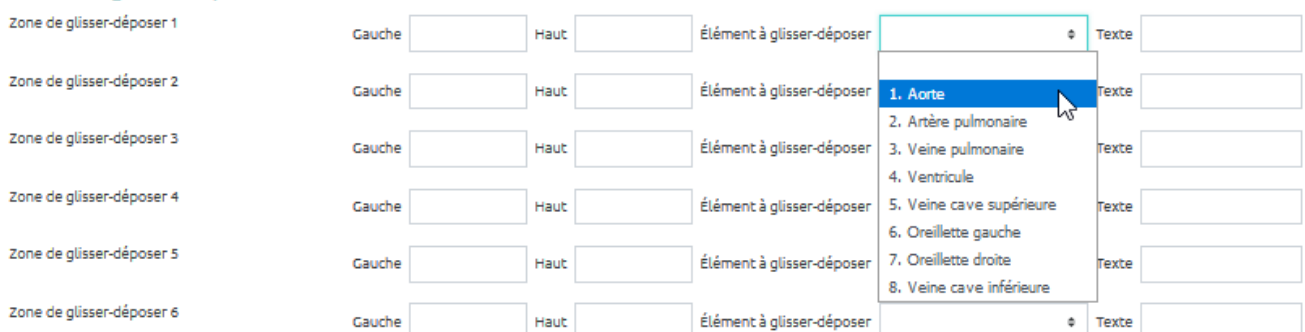 Zone de glisser-déposer 1 Gauche Haut Élément à glisser-déposer Texte
Zone de glisser-déposer 2 Gauche Haut Élément à glisser-déposer 1. Aorte Texte
2. Artère pulmonaire
Zone de glisser-déposer 3 Gauche Haut Élément à glisser-déposer 3. Veine pulmonaire Texte
4. Ventricule
Zone de glisser-déposer 4 Gauche Haut Élément à glisser-déposer 5. Veine cave supérieure Texte
6. Oreillette gauche
Zone de glisser-déposer 5 Gauche Haut Élément à glisser-déposer 7. Oreillette droite Texte
8. Veine cave inférieure
Zone de glisser-déposer 6 Gauche Haut Élément à glisser-déposer Texte